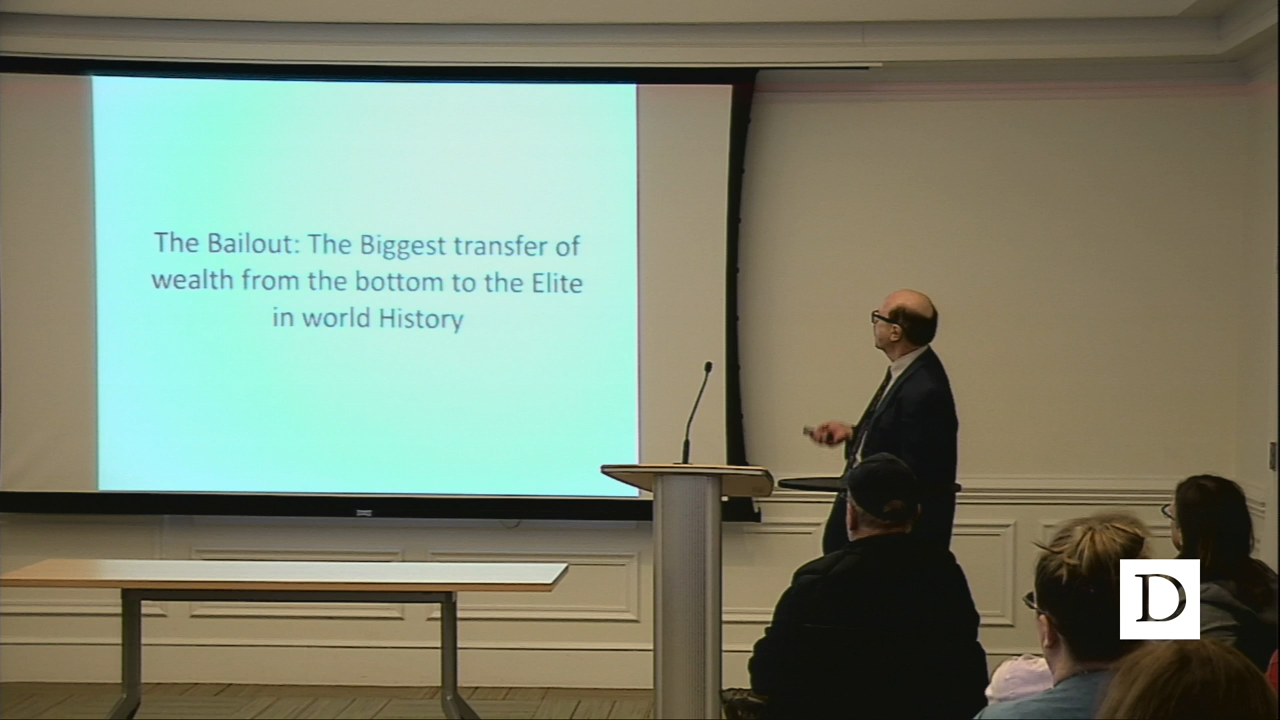 The Bailout: The Biggest transfer of
wealth from the bottom to the Elite
in world History
D